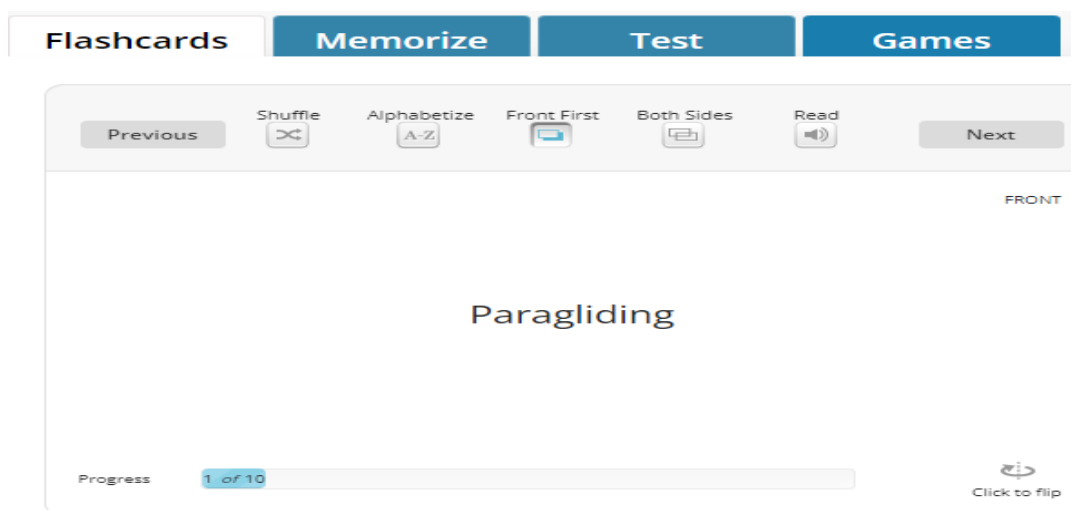 Flashcards Memorize Test Games
Shuffle Alphabetize Front First Both Sides Read
Previous A-Z Next
FRONT
Paragliding
Progress 1 of 10
Click to flip